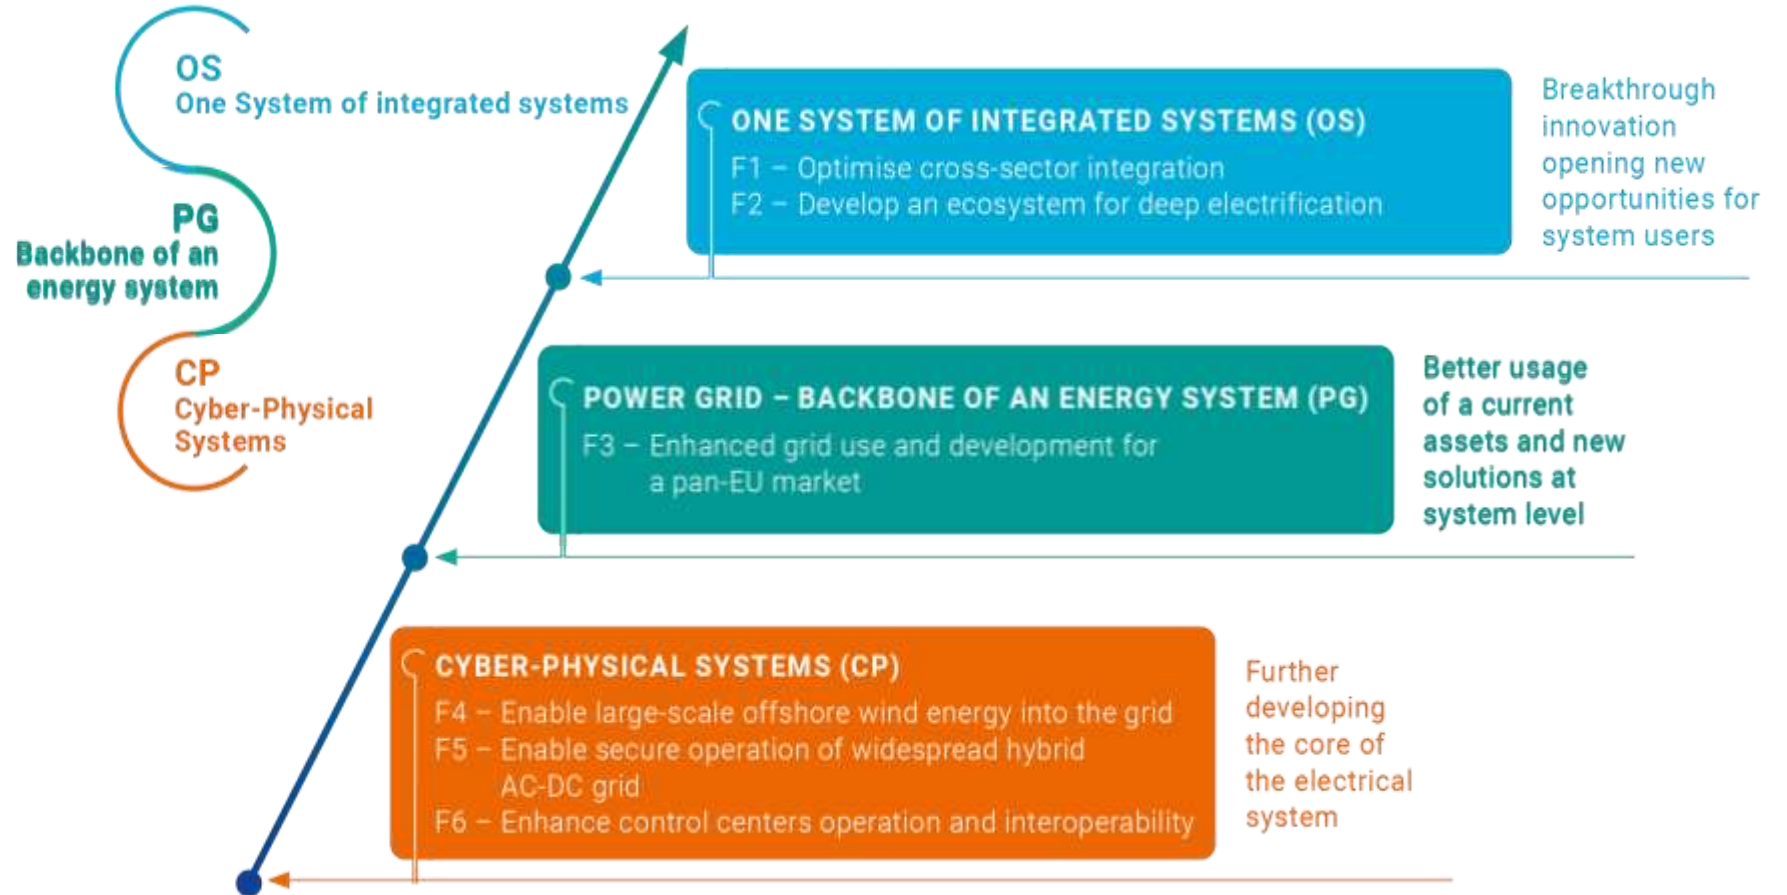 OS
One System of integrated systems
PG
Backbone of an
energy system
CP
Cyber-Physical
Systems
ONE SYSTEM OF INTEGRATED SYSTEMS (OS)
F1 – Optimise cross-sector integration
F2 – Develop an ecosystem for deep electrification
Breakthrough
innovation
opening new
opportunities for
system users
POWER GRID – BACKBONE OF AN ENERGY SYSTEM (PG)
F3 – Enhanced grid use and development for
a pan-EU market
Better usage
of a current
assets and new
solutions at
system level
CYBER-PHYSICAL SYSTEMS (CP)
F4 – Enable large-scale offshore wind energy into the grid
F5 – Enable secure operation of widespread hybrid
AC-DC grid
F6 – Enhance control centers operation and interoperability
Further
developing
the core of
the electrical
system